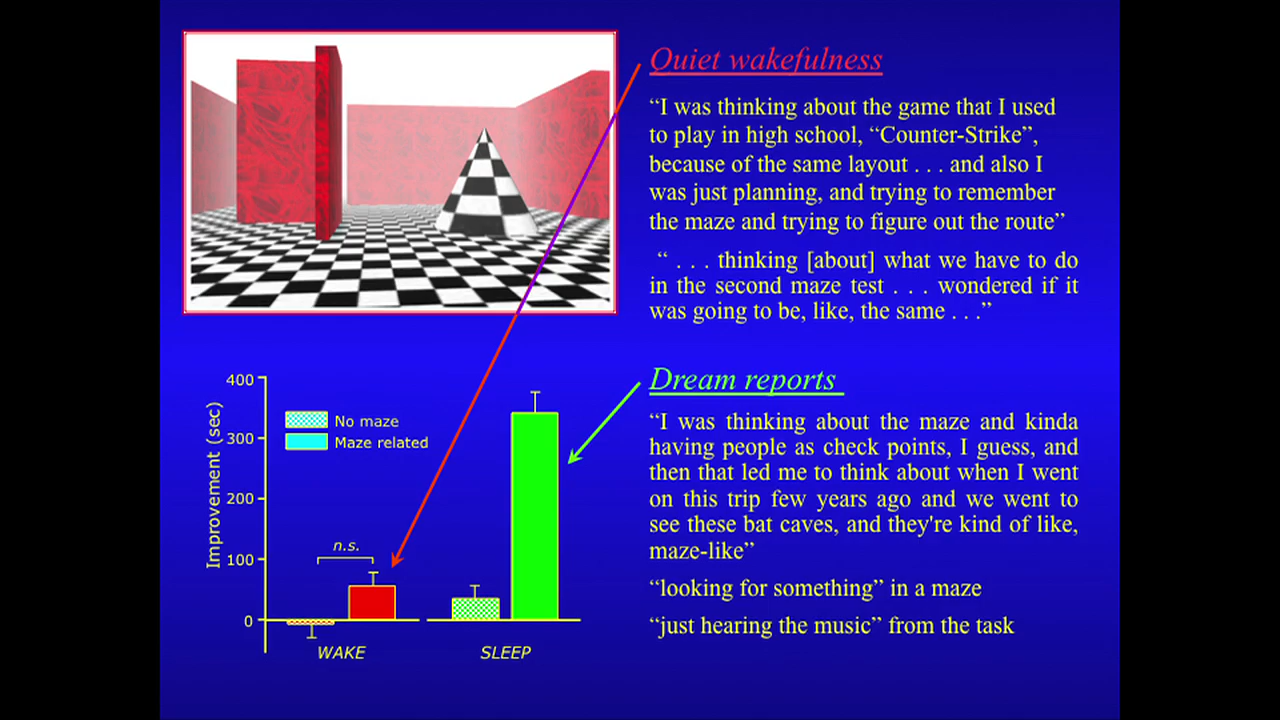 Quiet wakefulness
“I was thinking about the game that I used
to play in high school, “Counter-Strike”,
because of the same layout . . . and also I
was just planning, and trying to remember
the maze and trying to figure out the route”
“ . . . thinking [about] what we have to do
in the second maze test . . . wondered if it
was going to be, like, the same . . .”
Dream reports
“I was thinking about the maze and kinda
having people as check points, I guess, and
then that led me to think about when I went
on this trip few years ago and we went to
see these bat caves, and they're kind of like,
maze-like”
“looking for something” in a maze
“just hearing the music” from the task
Improvement (sec)
400
300
200
100
0
No maze
Maze related
n.s.
WAKE
SLEEP